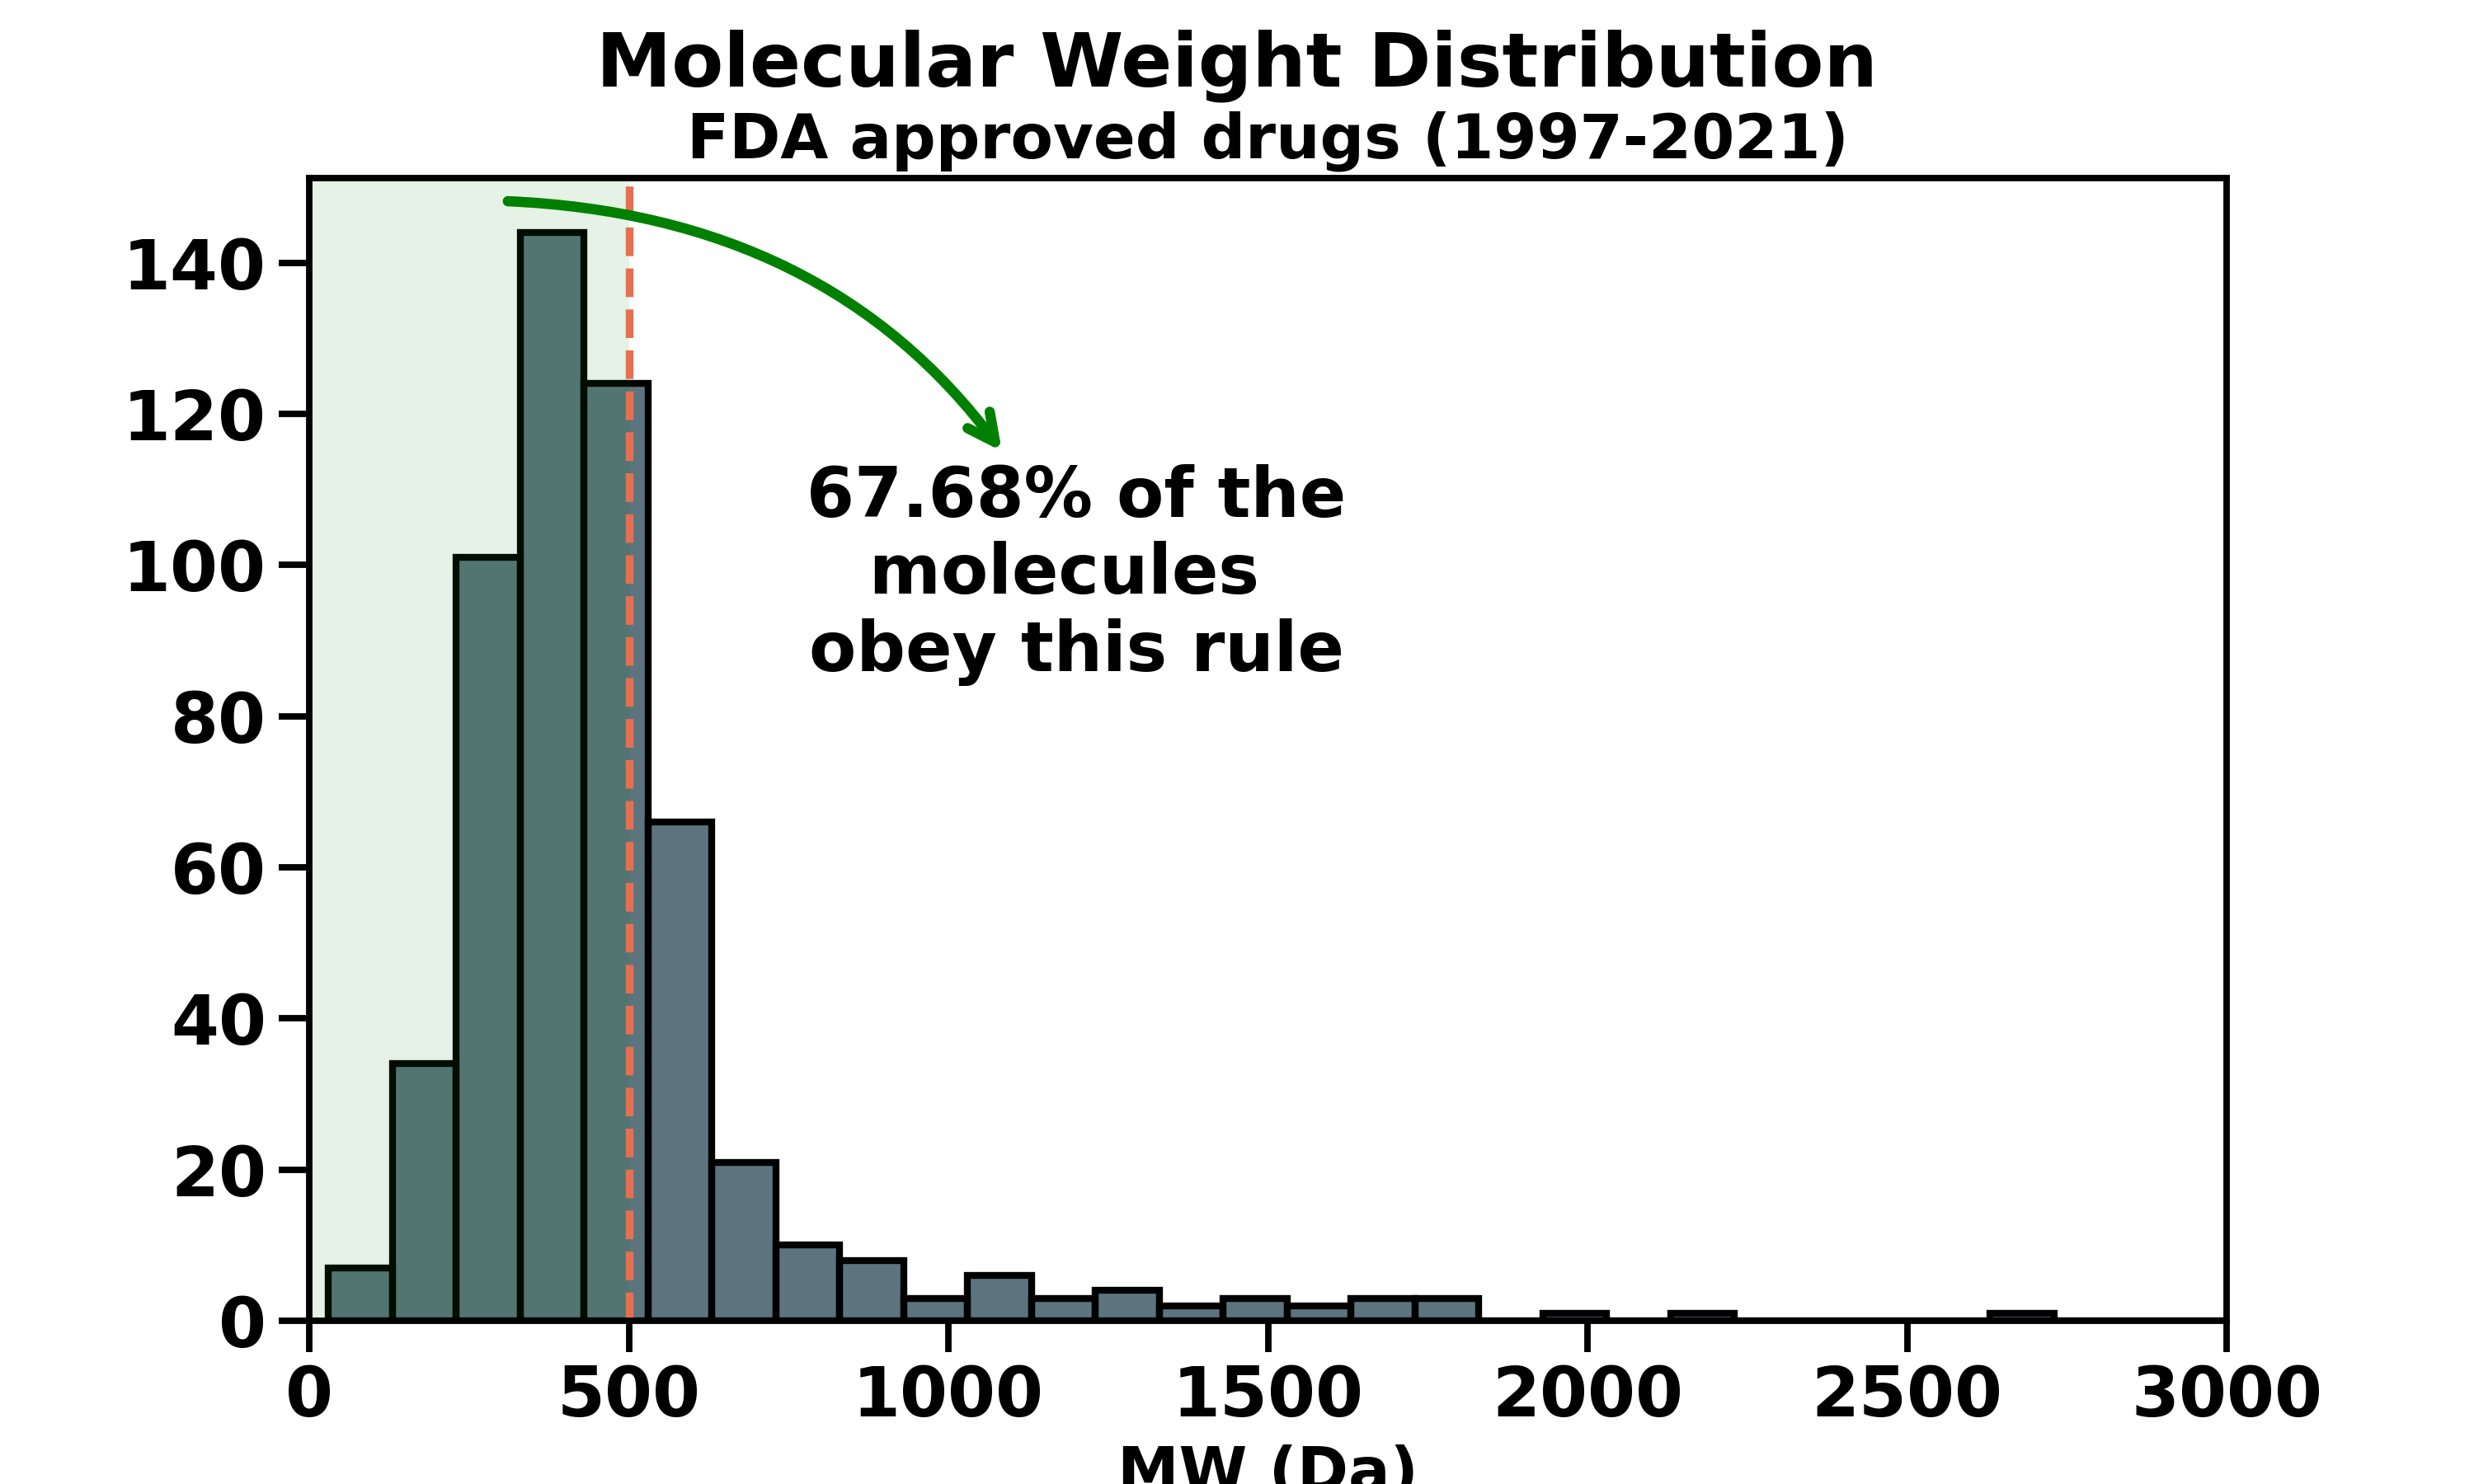 Molecular Weight Distribution
FDA approved drugs (1997-2021)
140
120
100
80
60
40
20
0
67.68% of the
molecules
obey this rule
0 500 1000 1500 2000 2500 3000
MW (Da)